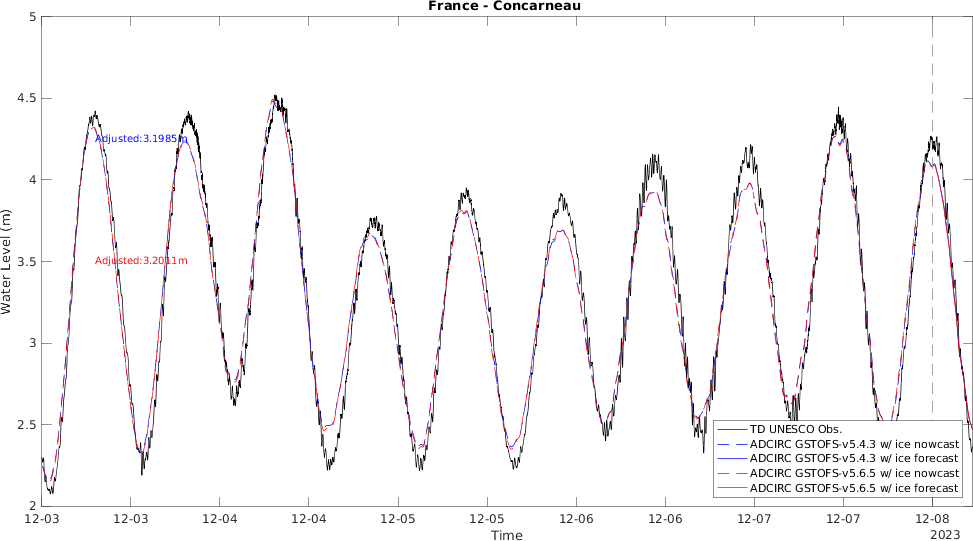 France - Concarneau
5
4.5
4
3.5
3
2.5
2
Water Level (m)
Adjusted:3.1985m
Adjusted:3.2011m
TD UNESCO Obs.
ADCIRC GSTOFS-v5.4.3 w/ ice nowcast
ADCIRC GSTOFS-v5.4.3 w/ ice forecast
ADCIRC GSTOFS-v5.6.5 w/ ice nowcast
ADCIRC GSTOFS-v5.6.5 w/ ice forecast
12-03 12-03 12-04 12-04 12-05 12-05 12-06 12-06 12-07 12-07 12-08
Time
2023